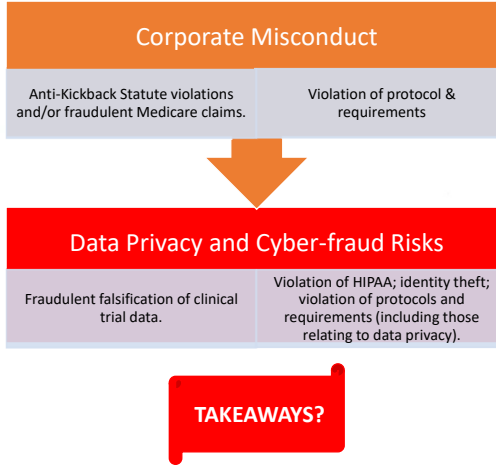 Corporate Misconduct
Anti-Kickback Statute violations
and/or fraudulent Medicare claims.
Violation of protocol &
requirements
Data Privacy and Cyber-fraud Risks
Fraudulent falsification of clinical
trial data.
Violation of HIPAA; identity theft;
violation of protocols and
requirements (including those
relating to data privacy).
TAKEAWAYS?